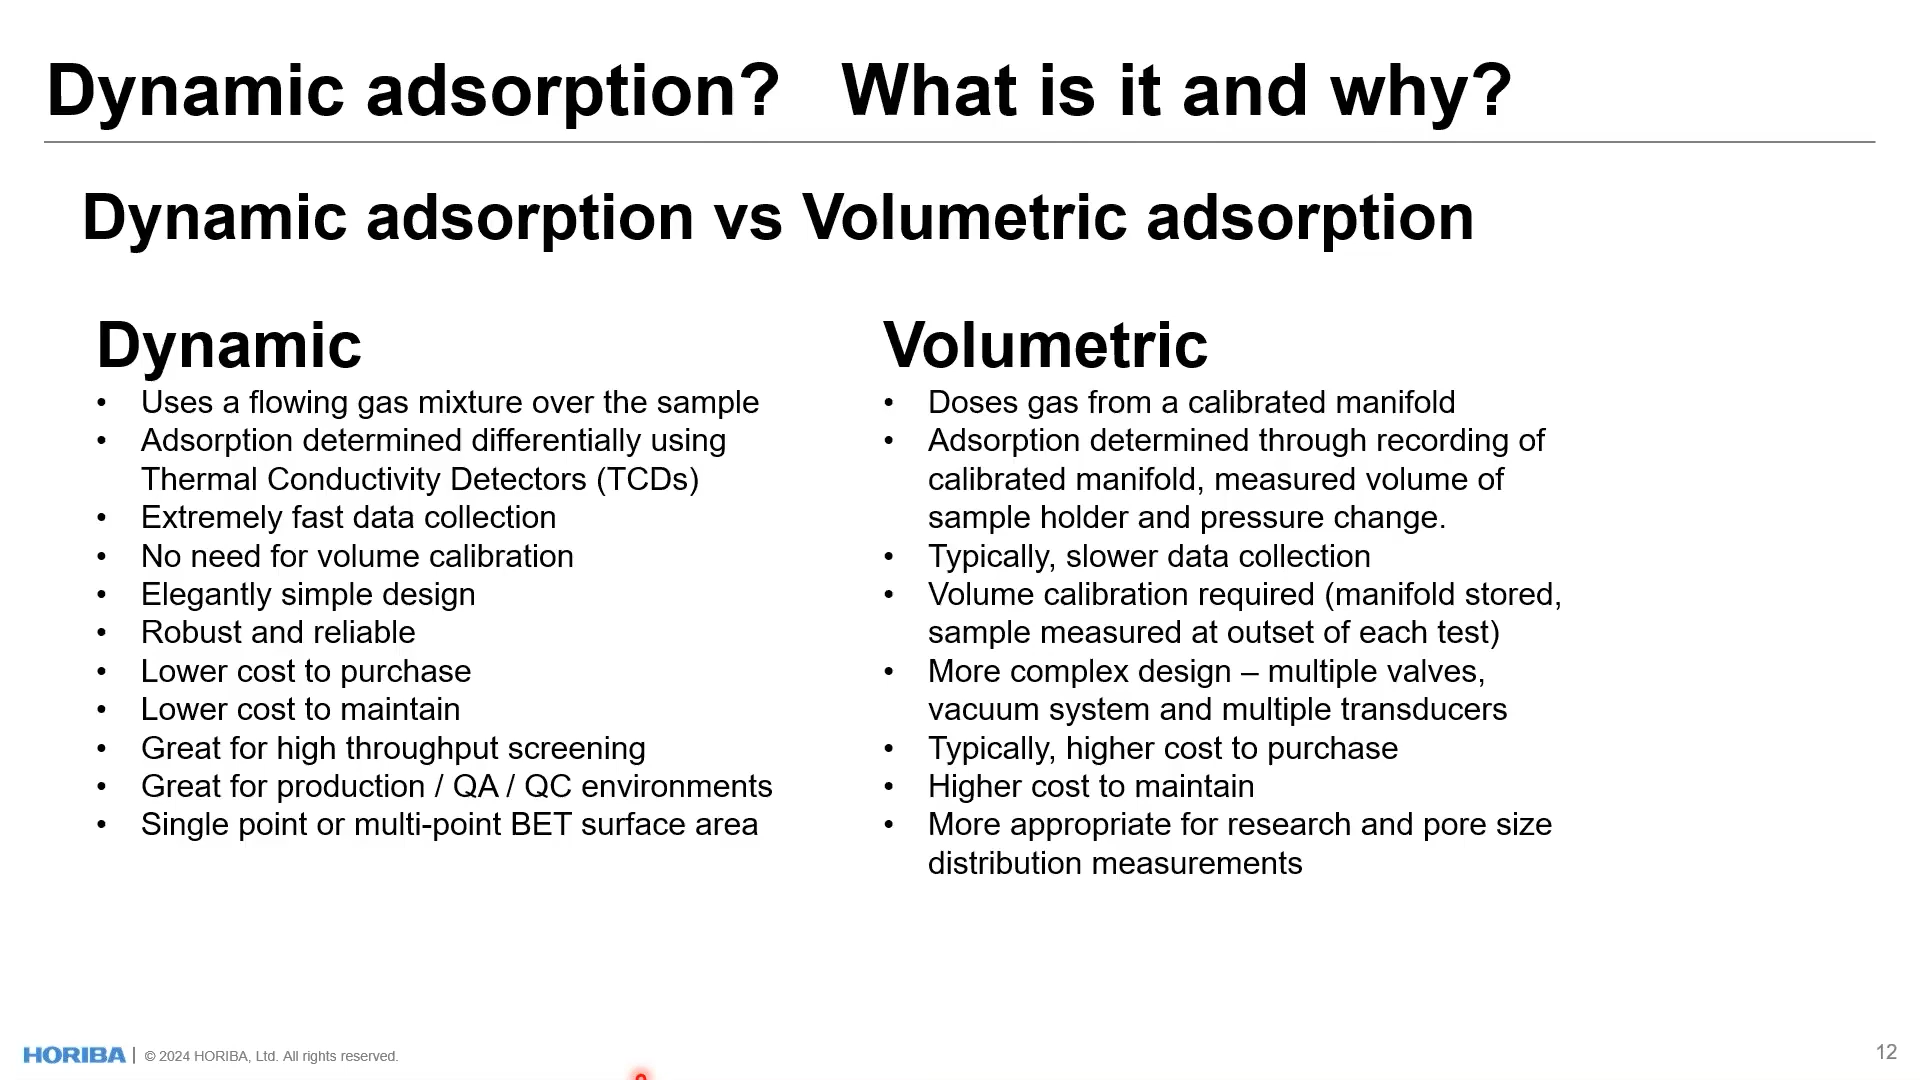 Dynamic adsorption? What is it and why?
Dynamic adsorption vs Volumetric adsorption
Dynamic
• Uses a flowing gas mixture over the sample
• Adsorption determined differentially using
Thermal Conductivity Detectors (TCDs)
• Extremely fast data collection
• No need for volume calibration
• Elegantly simple design
• Robust and reliable
• Lower cost to purchase
• Lower cost to maintain
• Great for high throughput screening
• Great for production / QA / QC environments
• Single point or multi-point BET surface area
Volumetric
• Doses gas from a calibrated manifold
• Adsorption determined through recording of
calibrated manifold, measured volume of
sample holder and pressure change.
• Typically, slower data collection
• Volume calibration required (manifold stored,
sample measured at outset of each test)
• More complex design – multiple valves,
vacuum system and multiple transducers
• Typically, higher cost to purchase
• Higher cost to maintain
• More appropriate for research and pore size
distribution measurements
HORIBA | © 2024 HORIBA, Ltd. All rights reserved.
12